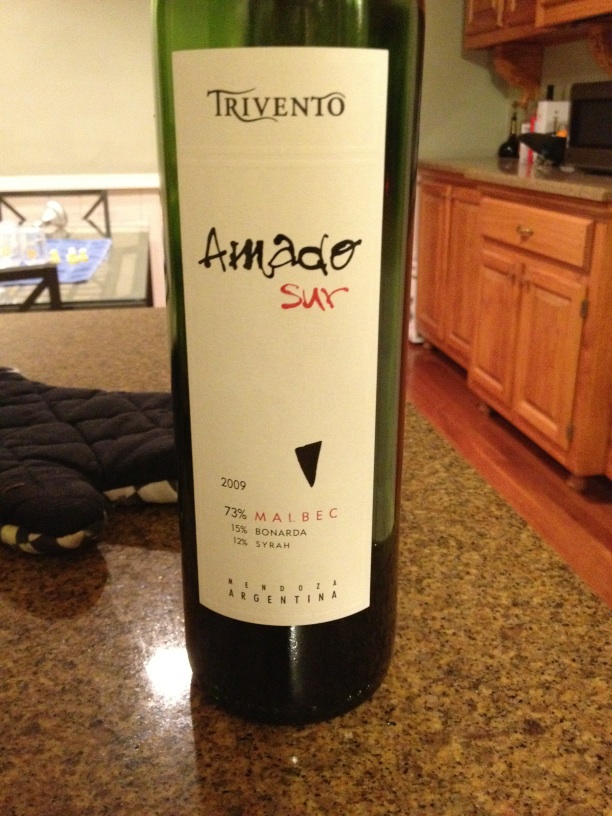 TRIVENTO
Amado
sur
2009
73% MALBEC
15% BONARDA
12% SYRAH
MENDOZA
ARGENTINA